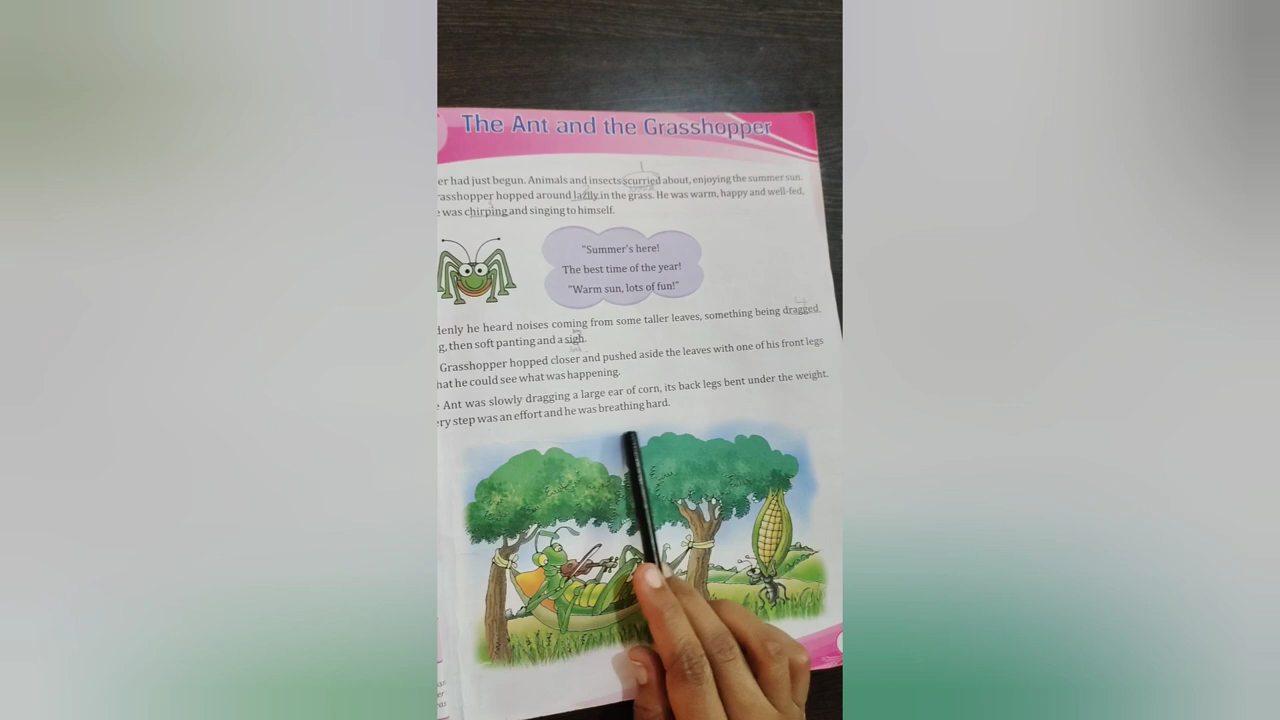 The Ant and the Grasshopper
er had just begun. Animals and insects scurried about, enjoying the summer sun.
rasshopper hopped around lazily in the grass. He was warm, happy and well-fed,
e was chirping and singing to himself.
"Summer's here!
The best time of the year!
"Warm sun, lots of fun!"
denly he heard noises coming from some taller leaves, something being dragged
g, then soft panting and a sigh.
Grasshopper hopped closer and pushed aside the leaves with one of his front legs
hat he could see what was happening.
Ant was slowly dragging a large ear of corn, its back legs bent under the weight.
ery step was an effort and he was breathing hard.